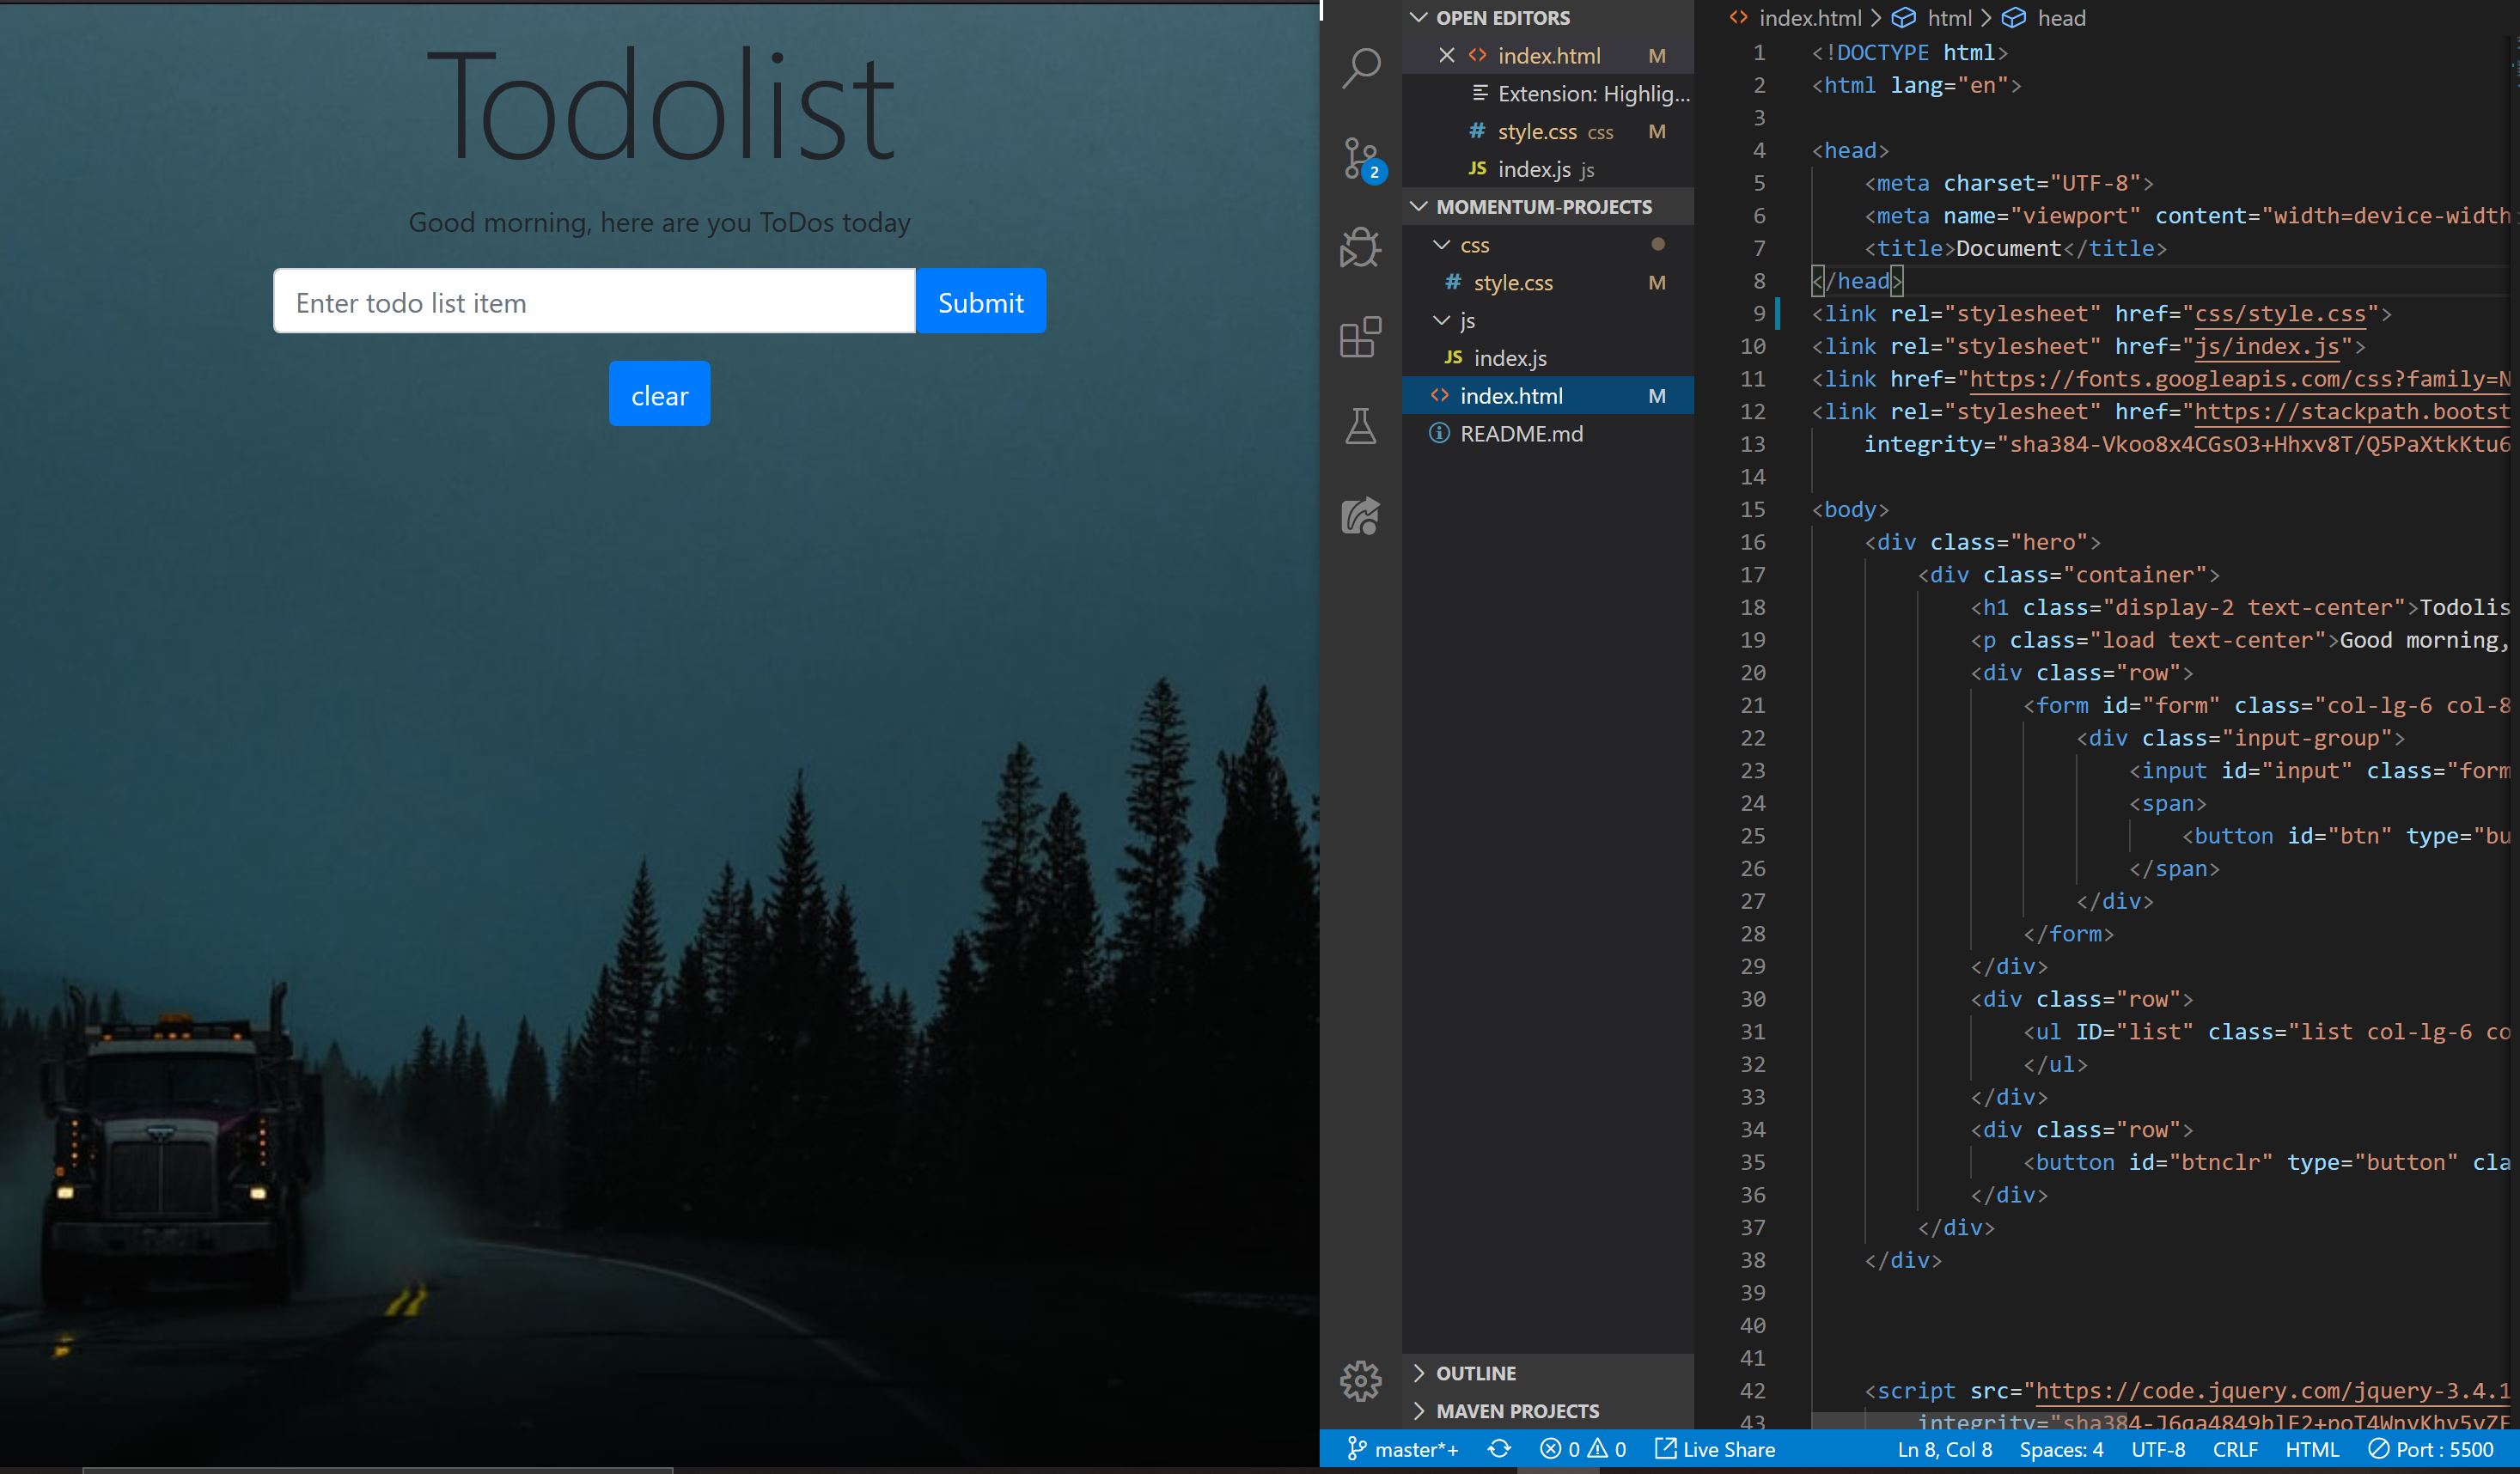 Todolist
Good morning, here are you ToDos today
Enter todo list item
Submit
clear
2
OPEN EDITORS
index.html M
Extension: Highlig...
style.css css M
index.js js
MOMENTUM-PROJECTS
css
style.css M
js
index.js
index.html M
README.md
OUTLINE
MAVEN PROJECTS
index.html > html > head
1 <!DOCTYPE html>
2 <html lang="en">
3
4 <head>
5 <meta charset="UTF-8">
6 <meta name="viewport" content="width=device-width
7 <title>Document</title>
8 </head>
9 <link rel="stylesheet" href="css/style.css">
10 <link rel="stylesheet" href="js/index.js">
11 <link href="https://fonts.googleapis.com/css?family=N
12 <link rel="stylesheet" href="https://stackpath.bootst
13 integrity="sha384-Vkoo8x4CGsO3+Hhxv8T/Q5PaXtkKtu6
14
15 <body>
16 <div class="hero">
17 <div class="container">
18 <h1 class="display-2 text-center">Todolis
19 <p class="load text-center">Good morning,
20 <div class="row">
21 <form id="form" class="col-lg-6 col-8
22 <div class="input-group">
23 <input id="input" class="form
24 <span>
25 <button id="btn" type="bu
26 </span>
27 </div>
28 </form>
29 </div>
30 <div class="row">
31 <ul ID="list" class="list col-lg-6 co
32 </ul>
33 </div>
34 <div class="row">
35 <button id="btnclr" type="button" cla
36 </div>
37 </div>
38 </div>
39
40
41
42 <script src="https://code.jquery.com/jquery-3.4.1
43 integrity="sha384-J6qa4849blE2+poT4WnyKhv5vZF
master*+ 0 0 Live Share Ln 8, Col 8 Spaces: 4 UTF-8 CRLF HTML Port : 5500